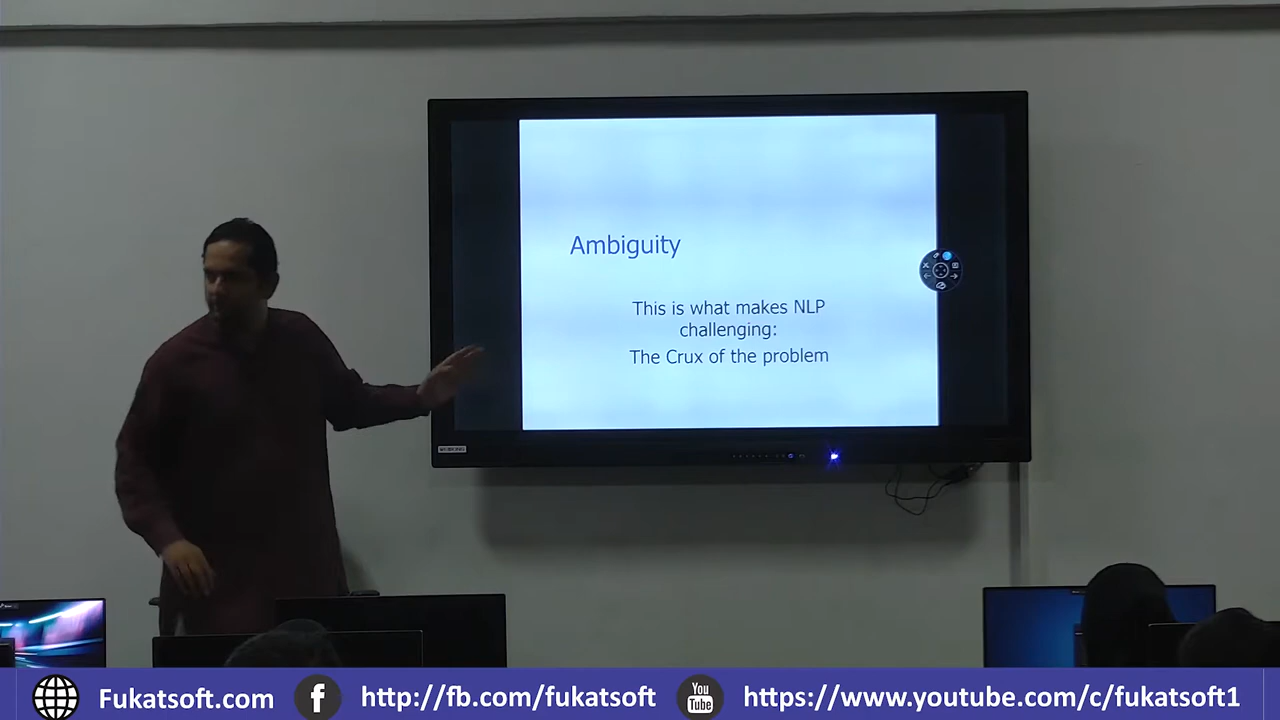 Ambiguity
This is what makes NLP
challenging:
The Crux of the problem
Fukatsoft.com
f
http://fb.com/fukatsoft
You
Tube
https://www.youtube.com/c/fukatsoft1